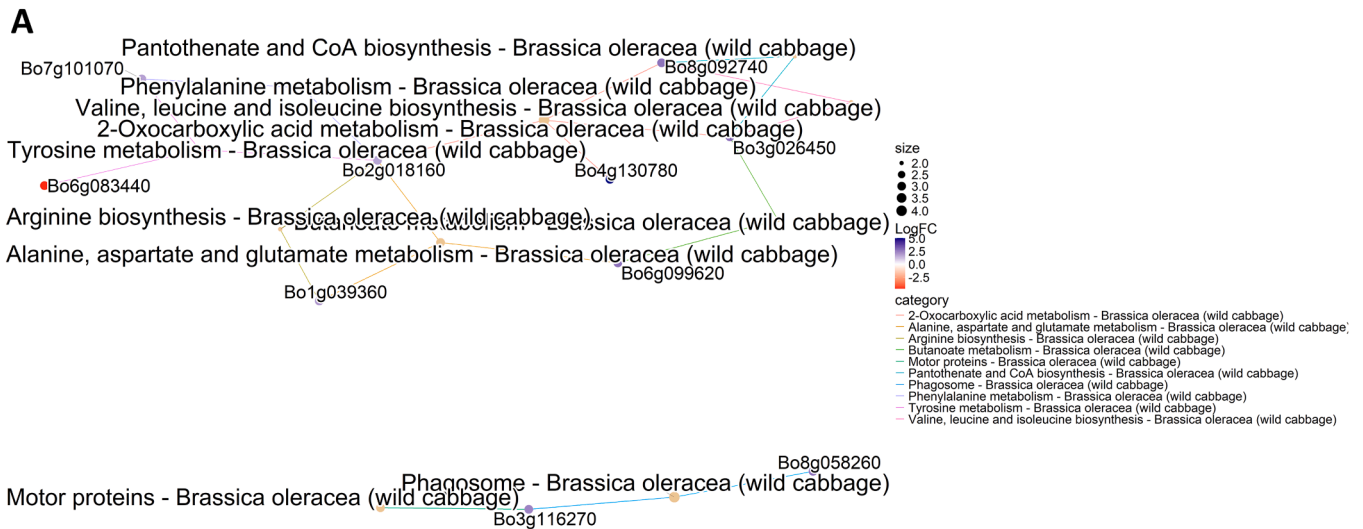 A
Pantothenate and CoA biosynthesis - Brassica oleracea (wild cabbage)
Bo7g101070
Bo8g092740
Phenylalanine metabolism - Brassica oleracea (wild cabbage)
Valine, leucine and isoleucine biosynthesis - Brassica oleracea (wild cabbage)
2-Oxocarboxylic acid metabolism - Brassica oleracea (wild cabbage)
Tyrosine metabolism - Brassica oleracea (wild cabbage)
Bo3g026450
Bo2g018160
Bo4g130780
Bo6g083440
Arginine biosynthesis - Brassica oleracea (wild cabbage)
Butanoate metabolism - Brassica oleracea (wild cabbage)
Alanine, aspartate and glutamate metabolism - Brassica oleracea (wild cabbage)
Bo6g099620
Bo1g039360
Bo8g058260
Phagosome - Brassica oleracea (wild cabbage)
Motor proteins - Brassica oleracea (wild cabbage)
Bo3g116270
size
2.0
2.5
3.0
3.5
4.0
LogFC
5.0
2.5
0.0
-2.5
category
2-Oxocarboxylic acid metabolism - Brassica oleracea (wild cabbage)
Alanine, aspartate and glutamate metabolism - Brassica oleracea (wild cabbage)
Arginine biosynthesis - Brassica oleracea (wild cabbage)
Butanoate metabolism - Brassica oleracea (wild cabbage)
Motor proteins - Brassica oleracea (wild cabbage)
Pantothenate and CoA biosynthesis - Brassica oleracea (wild cabbage)
Phagosome - Brassica oleracea (wild cabbage)
Phenylalanine metabolism - Brassica oleracea (wild cabbage)
Tyrosine metabolism - Brassica oleracea (wild cabbage)
Valine, leucine and isoleucine biosynthesis - Brassica oleracea (wild cabbage)